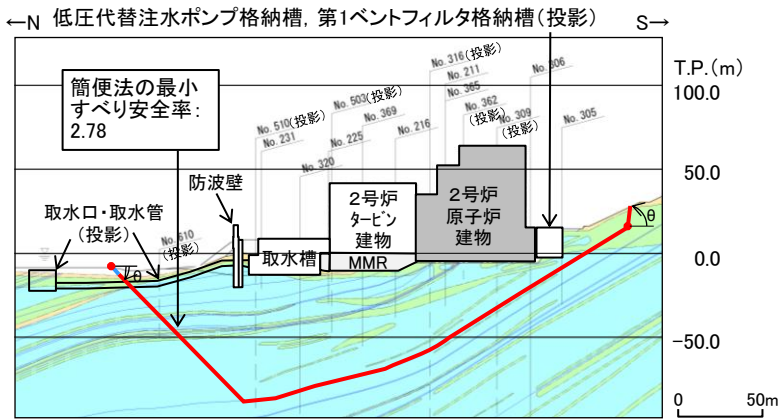 ←N 低圧代替注水ポンプ格納槽，第1ベントフィルタ格納槽(投影) S→
T.P.(m)
100.0
50.0
0.0
−50.0
簡便法の最小
すべり安全率：
2.78
No. 316(投影)
No. 211
No. 365
No. 362
(投影)
No. 306
No. 309
(投影)
No. 305
No. 503(投影)
No. 369
No. 216
No. 510(投影)
No. 231
No. 225
No. 320
防波壁
取水口・取水管
(投影)
No. 610
(投影)
取水槽
2号炉
タービン
建物
MMR
2号炉
原子炉
建物
θ
θ
0 50m